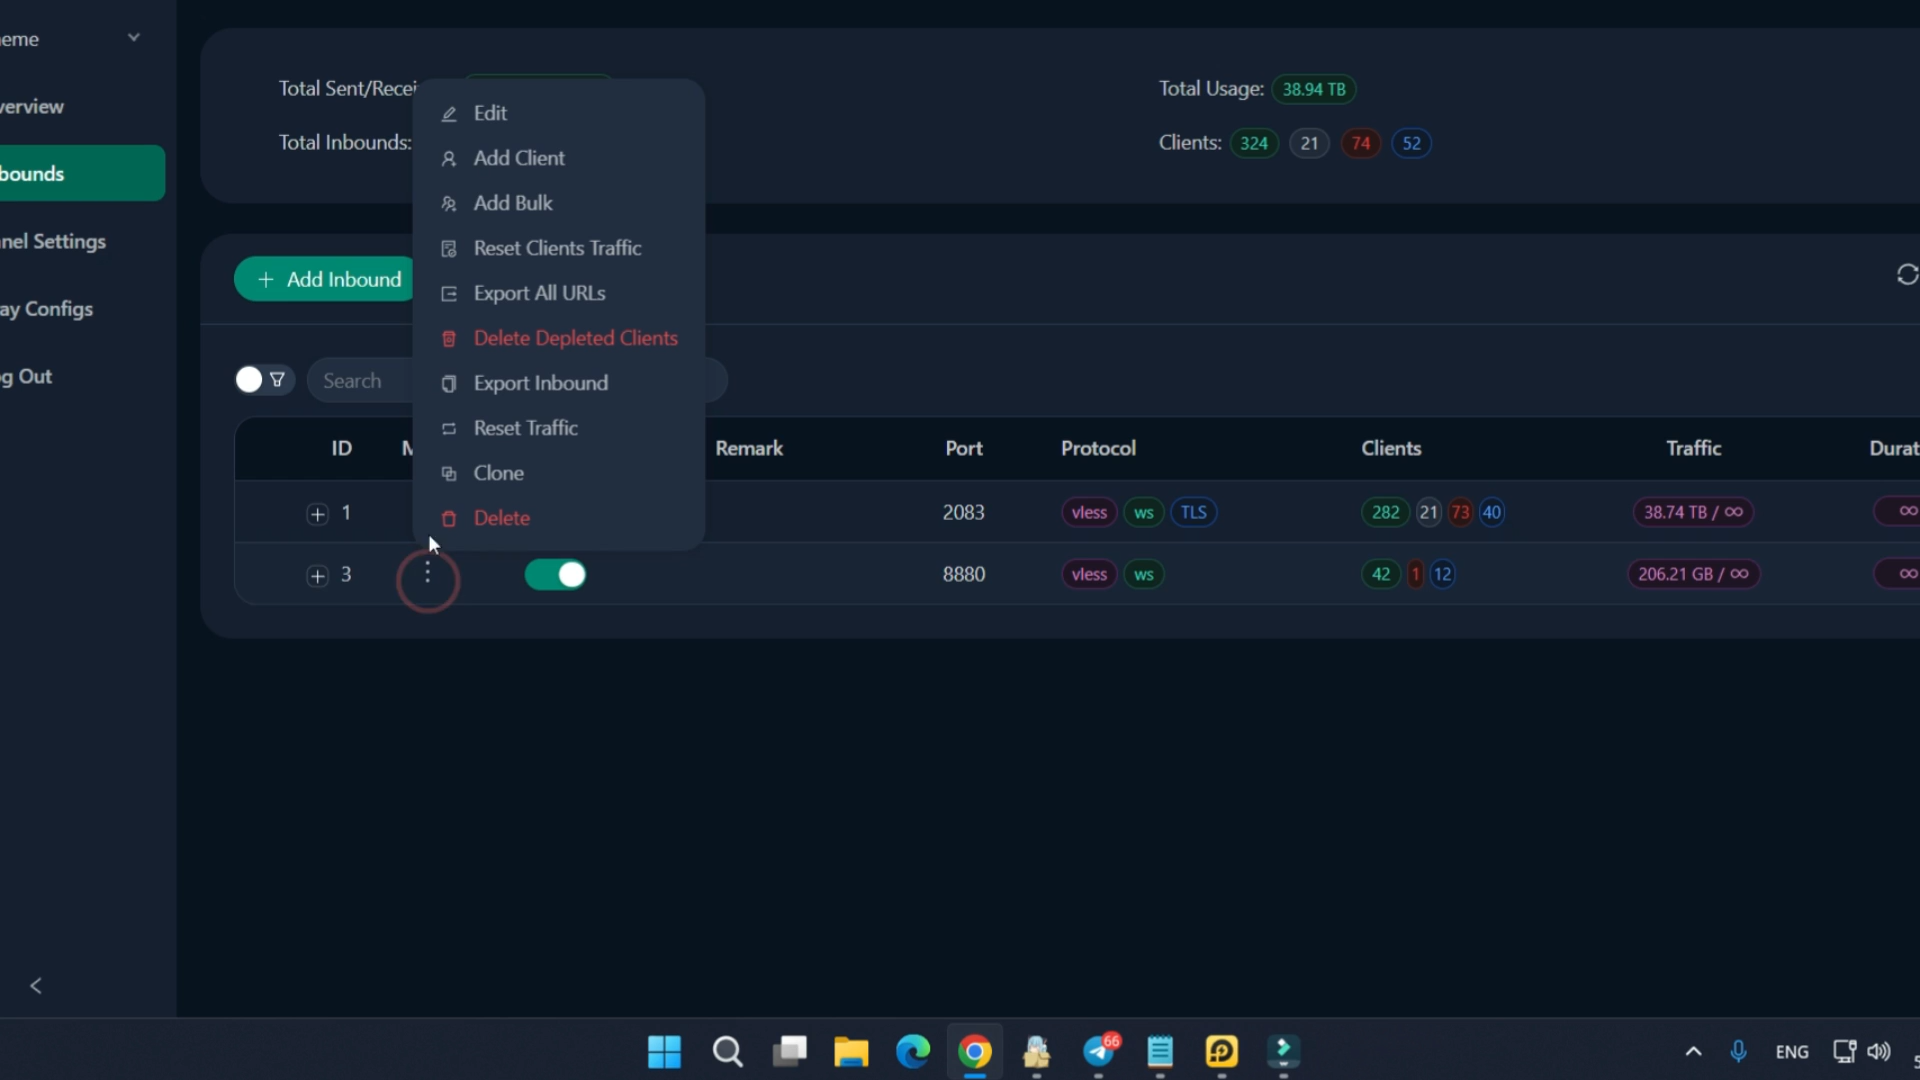 eme
verview
bounds
nel Settings
ay Configs
g Out
Total Sent/Recei
Total Usage: 38.94 TB
Total Inbounds:
Clients: 324 21 74 52
Edit
Add Client
Add Bulk
Reset Clients Traffic
Export All URLs
Delete Depleted Clients
Export Inbound
Reset Traffic
Clone
Delete
+ Add Inbound
Search
ID M Remark Port Protocol Clients Traffic Durat
1 2083 vless ws TLS 282 21 73 40 38.74 TB / ∞ ∞
3 8880 vless ws 42 1 12 206.21 GB / ∞ ∞
66
ENG